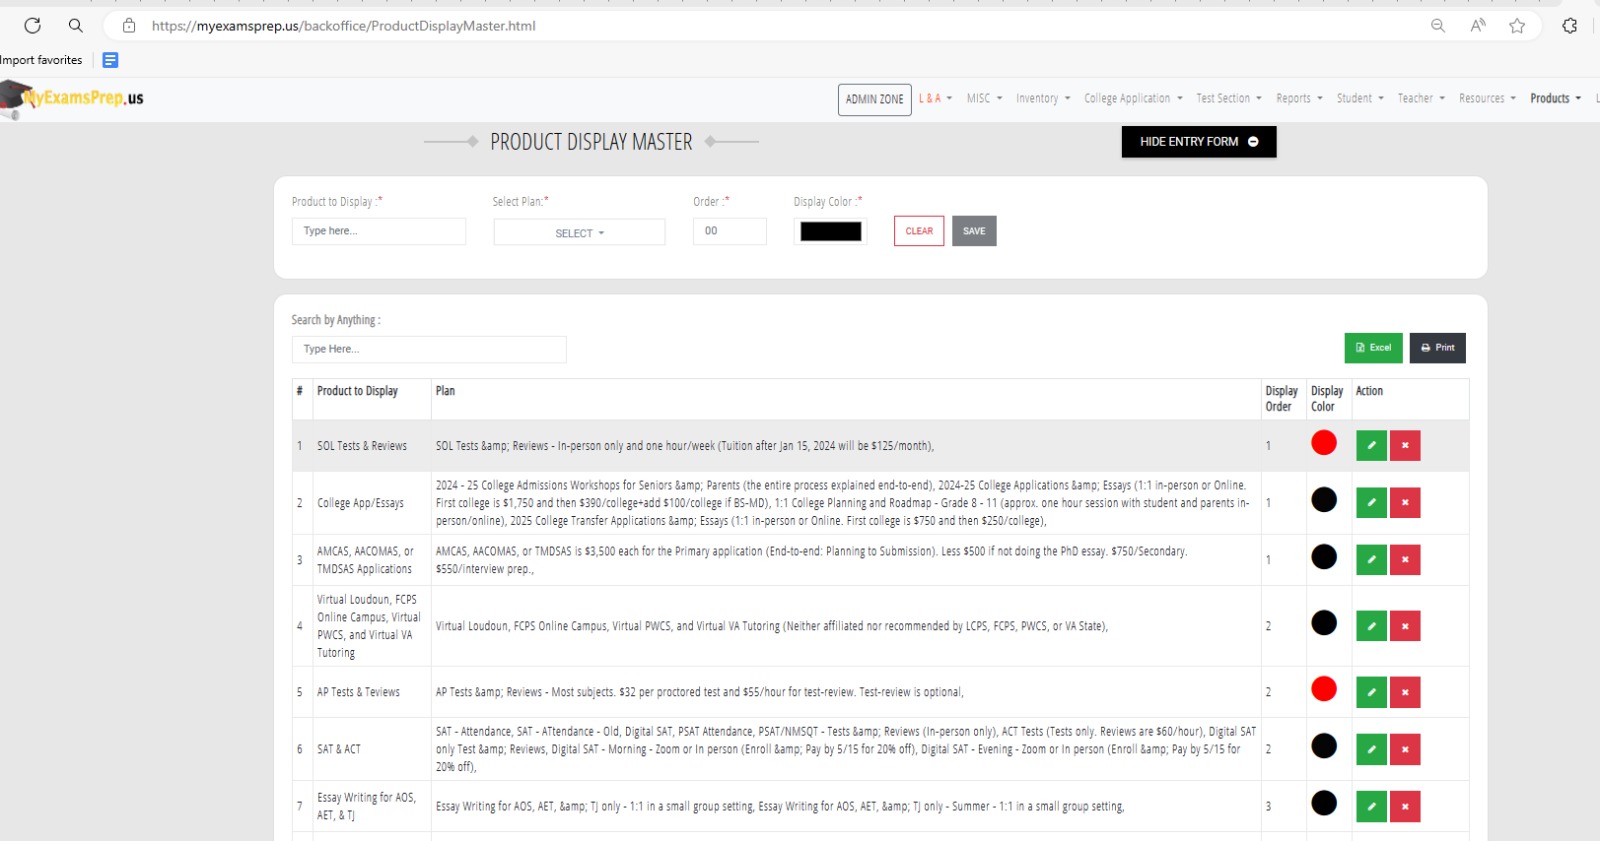 https://myexamsprep.us/backoffice/ProductDisplayMaster.html
Import favorites
MyExamsPrep.us
ADMIN ZONE L & A MISC Inventory College Application Test Section Reports Student Teacher Resources Products
PRODUCT DISPLAY MASTER
HIDE ENTRY FORM
Product to Display :* Select Plan:* Order :* Display Color :*
Type here... SELECT 00 CLEAR SAVE
Search by Anything :
Type Here... Excel Print
# Product to Display Plan Display Order Display Color Action
1 SOL Tests & Reviews SOL Tests &amp; Reviews - In-person only and one hour/week (Tuition after Jan 15, 2024 will be $125/month), 1
2 College App/Essays
2024 - 25 College Admissions Workshops for Seniors &amp; Parents (the entire process explained end-to-end), 2024-25 College Applications &amp; Essays (1:1 in-person or Online.
First college is $1,750 and then $390/college+add $100/college if BS-MD), 1:1 College Planning and Roadmap - Grade 8 - 11 (approx. one hour session with student and parents in-
person/online), 2025 College Transfer Applications &amp; Essays (1:1 in-person or Online. First college is $750 and then $250/college),
1
3 AMCAS, AACOMAS, or
TMDSAS Applications
AMCAS, AACOMAS, or TMDSAS is $3,500 each for the Primary application (End-to-end: Planning to Submission). Less $500 if not doing the PhD essay. $750/Secondary.
$550/interview prep.,
1
4 Virtual Loudoun, FCPS
Online Campus, Virtual
PWCS, and Virtual VA
Tutoring
Virtual Loudoun, FCPS Online Campus, Virtual PWCS, and Virtual VA Tutoring (Neither affiliated nor recommended by LCPS, FCPS, PWCS, or VA State),
2
5 AP Tests & Teviews AP Tests &amp; Reviews - Most subjects. $32 per proctored test and $55/hour for test-review. Test-review is optional, 2
6 SAT & ACT
SAT - Attendance, SAT - ATtendance - Old, Digital SAT, PSAT Attendance, PSAT/NMSQT - Tests &amp; Reviews (In-person only), ACT Tests (Tests only. Reviews are $60/hour), Digital SAT
only Test &amp; Reviews, Digital SAT - Morning - Zoom or In person (Enroll &amp; Pay by 5/15 for 20% off), Digital SAT - Evening - Zoom or In person (Enroll &amp; Pay by 5/15 for
20% off),
2
7 Essay Writing for AOS,
AET, & TJ
Essay Writing for AOS, AET, &amp; TJ only - 1:1 in a small group setting, Essay Writing for AOS, AET, &amp; TJ only - Summer - 1:1 in a small group setting,
3